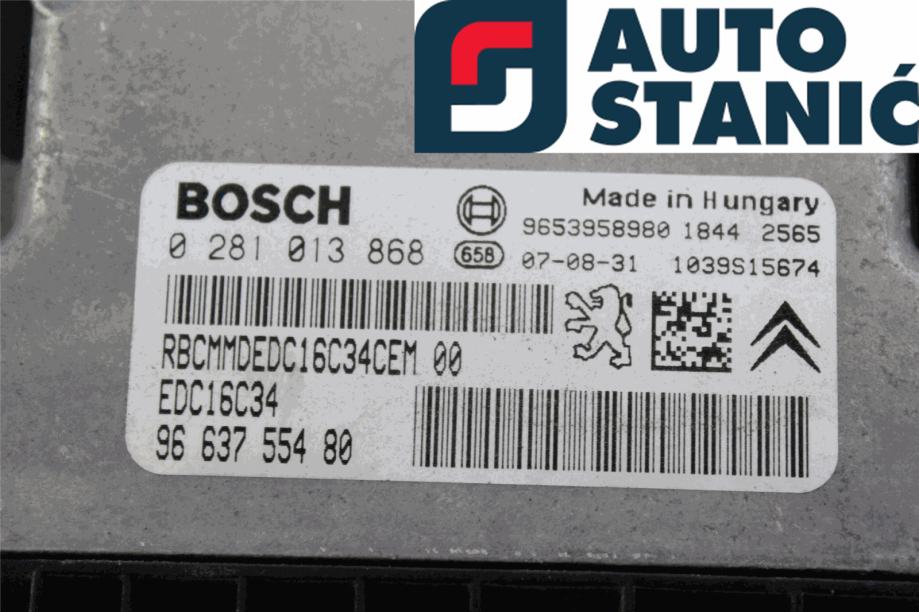 AUTO
STANIĆ
BOSCH
Made in Hungary
9653958980 1844 2565
0 281 013 868 658 07-08-31 1039S15674
RBCMMDEDC16C34CEM 00
EDC16C34
96 637 554 80